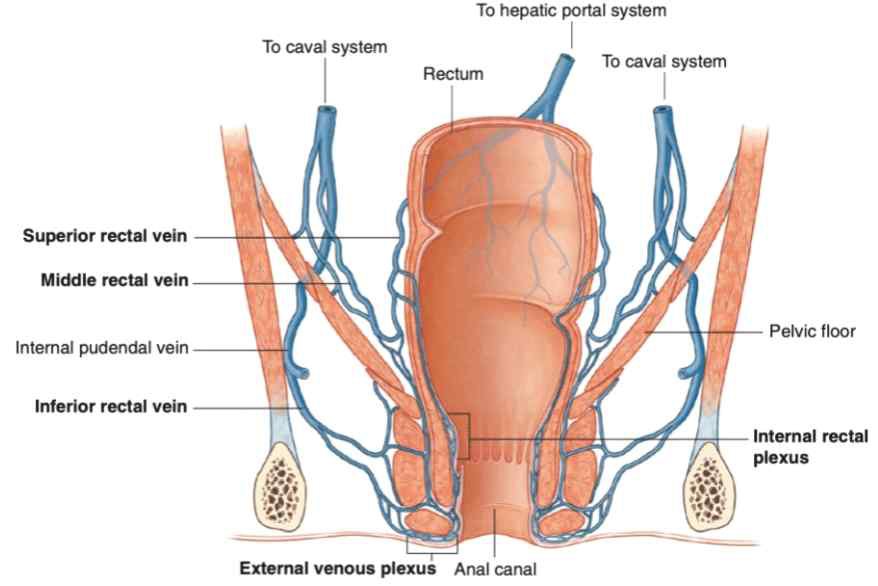 To hepatic portal system
To caval system
To caval system
Rectum
Superior rectal vein
Middle rectal vein
Pelvic floor
Internal pudendal vein
Inferior rectal vein
Internal rectal
plexus
External venous plexus
Anal canal